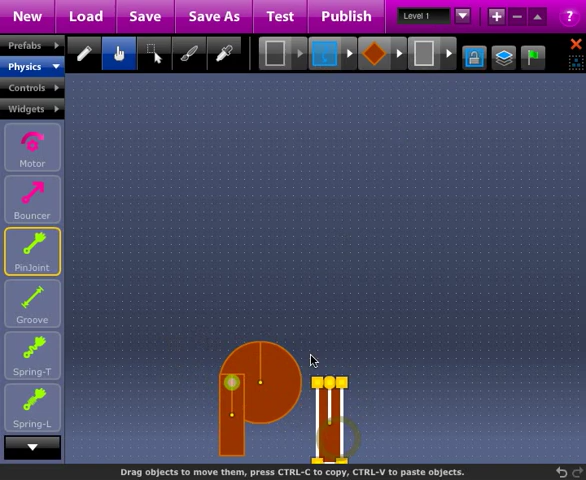 New Load Save Save As Test Publish Level 1 ?
Prefabs
Physics
Controls
Widgets
Motor
Bouncer
PinJoint
Groove
Spring-T
Spring-L
Drag objects to move them, press CTRL-C to copy, CTRL-V to paste objects.